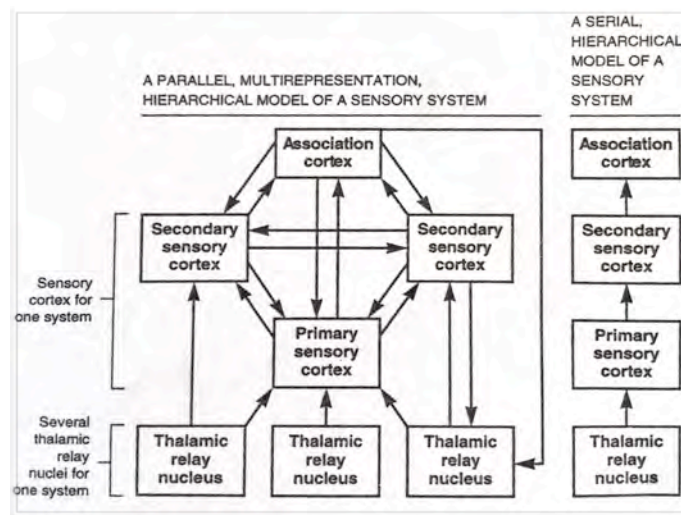 A PARALLEL, MULTIREPRESENTATION,
HIERARCHICAL MODEL OF A SENSORY SYSTEM
Association
cortex
Secondary
sensory
cortex
Secondary
sensory
cortex
Sensory
cortex for
one system
Primary
sensory
cortex
Several
thalamic
relay
nuclei for
one system
Thalamic
relay
nucleus
Thalamic
relay
nucleus
Thalamic
relay
nucleus
A SERIAL,
HIERARCHICAL
MODEL OF A
SENSORY
SYSTEM
Association
cortex
Secondary
sensory
cortex
Primary
sensory
cortex
Thalamic
relay
nucleus